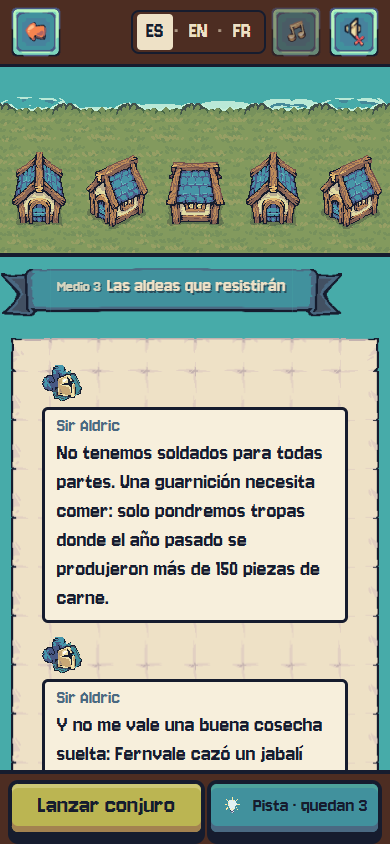 ES · EN · FR
Medio 3 Las aldeas que resistirán
Sir Aldric
No tenemos soldados para todas
partes. Una guarnición necesita
comer: solo pondremos tropas
donde el año pasado se
produjeron más de 150 piezas de
carne.
Sir Aldric
Y no me vale una buena cosecha
suelta: Fernvale cazó un jabalí
Lanzar conjuro
Pista · quedan 3